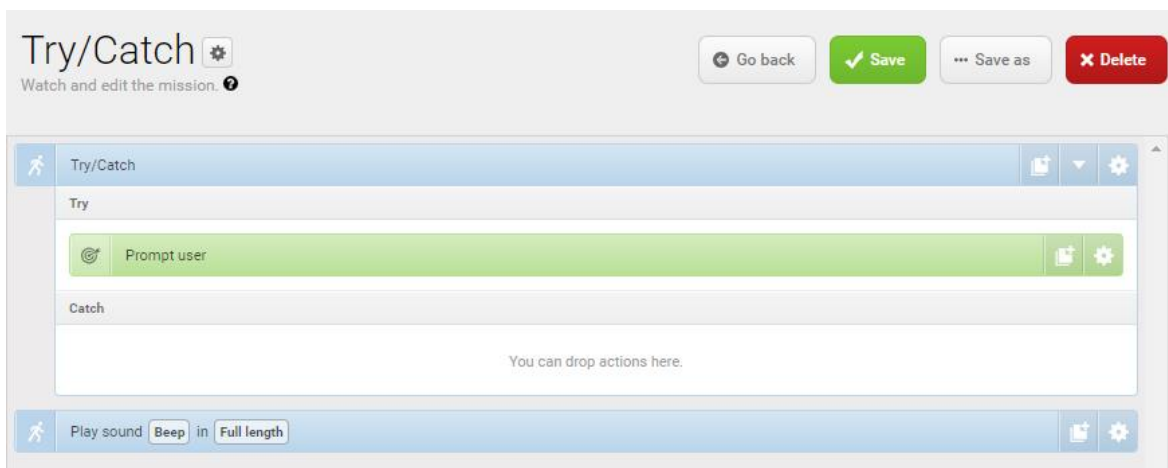 Try/Catch
Watch and edit the mission.
Go back
Save
Save as
Delete
Try/Catch
Try
Prompt user
Catch
You can drop actions here.
Play sound Beep in Full length